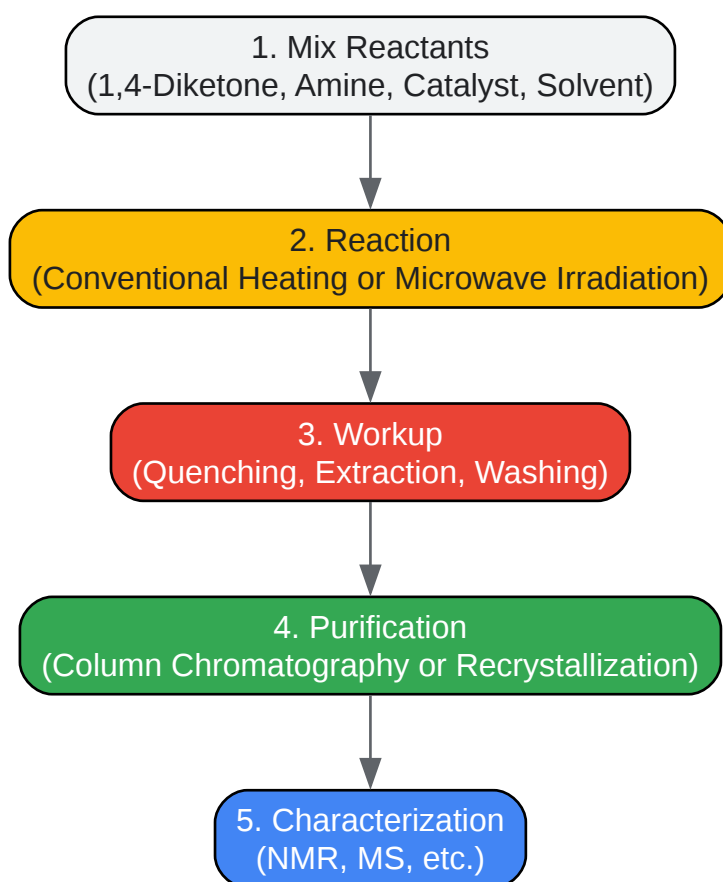 1. Mix Reactants
(1,4-Diketone, Amine, Catalyst, Solvent)
2. Reaction
(Conventional Heating or Microwave Irradiation)
3. Workup
(Quenching, Extraction, Washing)
4. Purification
(Column Chromatography or Recrystallization)
5. Characterization
(NMR, MS, etc.)